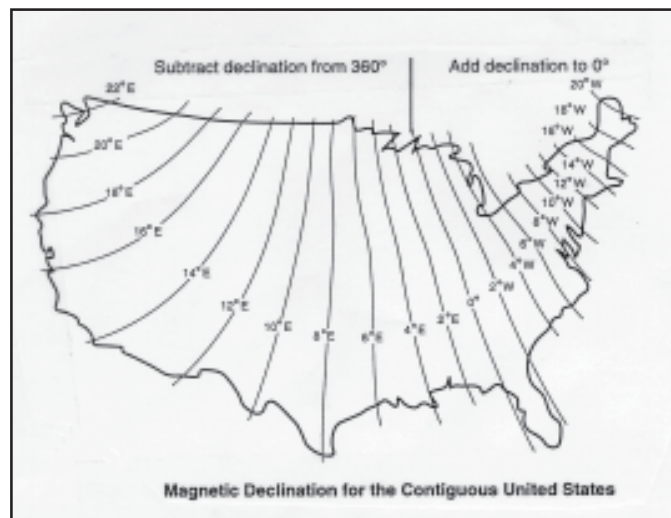 Subtract declination from 360° Add declination to 0°
22°E
20°W
18°W
16°W
20°E
14°W
12°W
18°E
10°W
8°W
16°E
6°W
4°W
14°E
2°W
12°E
0°
10°E
2°E
4°E
8°E
6°E
Magnetic Declination for the Contiguous United States